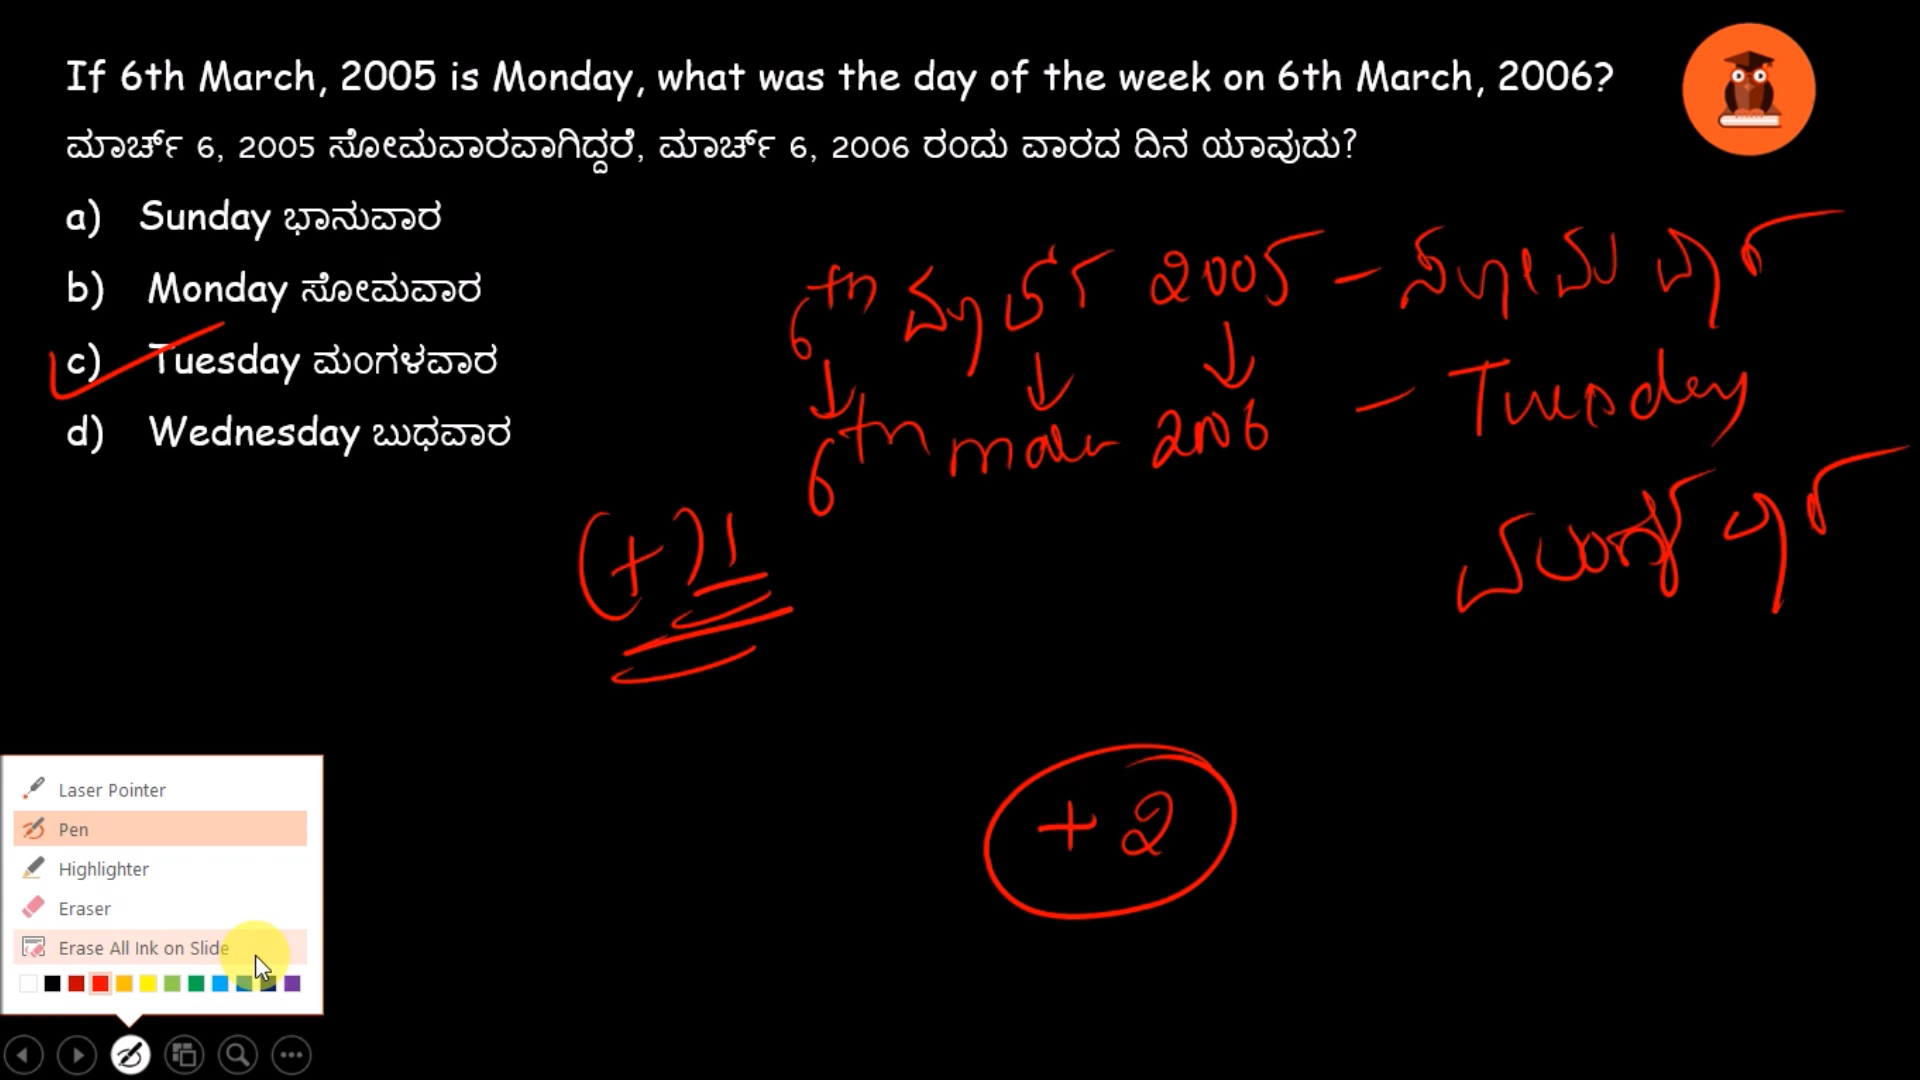 If 6th March, 2005 is Monday, what was the day of the week on 6th March, 2006?
ಮಾರ್ಚ್ 6, 2005 ಸೋಮವಾರವಾಗಿದ್ದರೆ, ಮಾರ್ಚ್ 6, 2006 ರಂದು ವಾರದ ದಿನ ಯಾವುದು?
a) Sunday ಭಾನುವಾರ
b) Monday ಸೋಮವಾರ
c) Tuesday ಮಂಗಳವಾರ
d) Wednesday ಬುಧವಾರ
6th ಮಾರ್ಚ್ 2005 - ಸೋಮವಾರ
6th 2006 - Tuesday
(+) 1
+ 2
Laser Pointer
Pen
Highlighter
Eraser
Erase All Ink on Slide